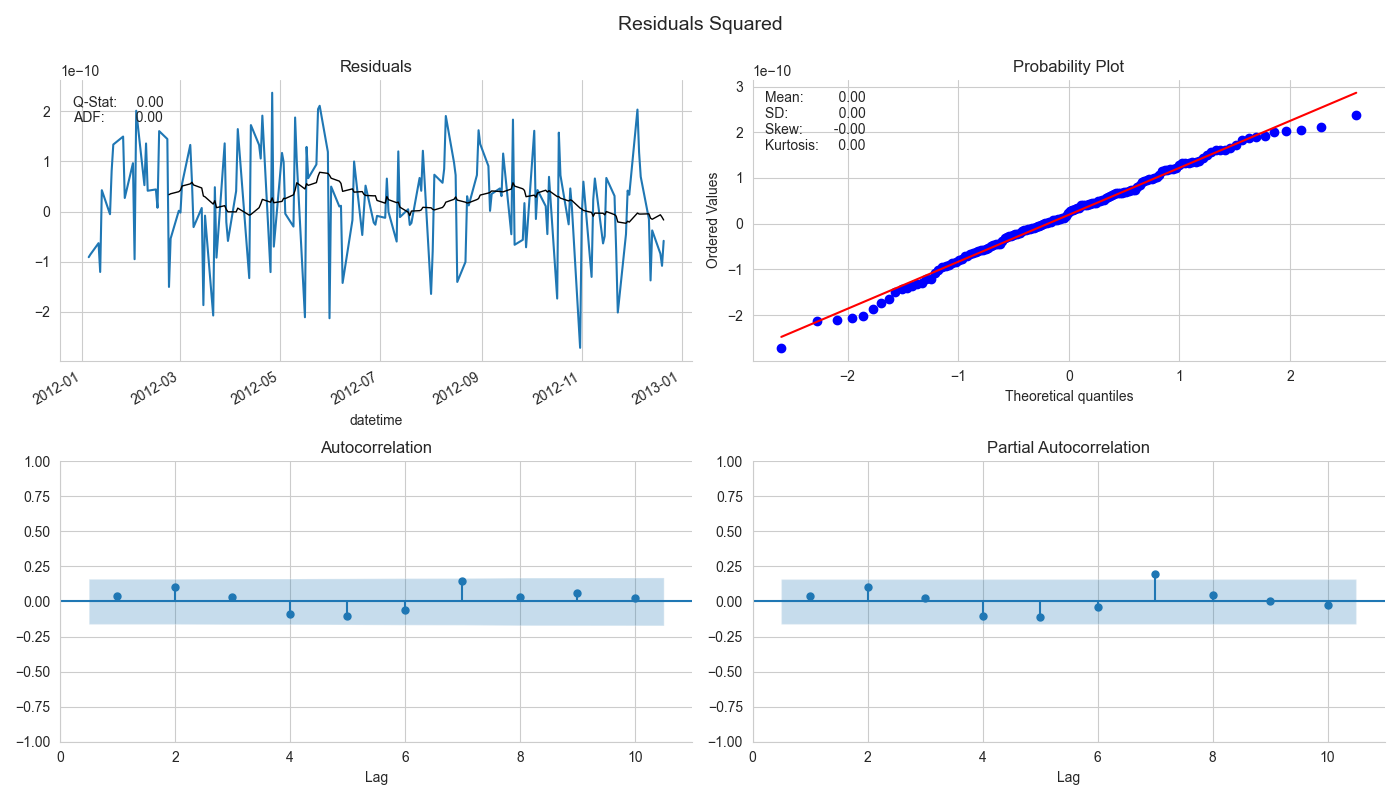 Residuals Squared
Residuals
1e−10
Q-Stat: 0.00
ADF: 0.00
2
1
0
−1
−2
2012-01
2012-03
2012-05
2012-07
2012-09
2012-11
2013-01
datetime
Probability Plot
1e−10
Mean: 0.00
SD: 0.00
Skew: -0.00
Kurtosis: 0.00
Ordered Values
3
2
1
0
−1
−2
−2
−1
0
1
2
Theoretical quantiles
Autocorrelation
1.00
0.75
0.50
0.25
0.00
−0.25
−0.50
−0.75
−1.00
0
2
4
6
8
10
Lag
Partial Autocorrelation
1.00
0.75
0.50
0.25
0.00
−0.25
−0.50
−0.75
−1.00
0
2
4
6
8
10
Lag